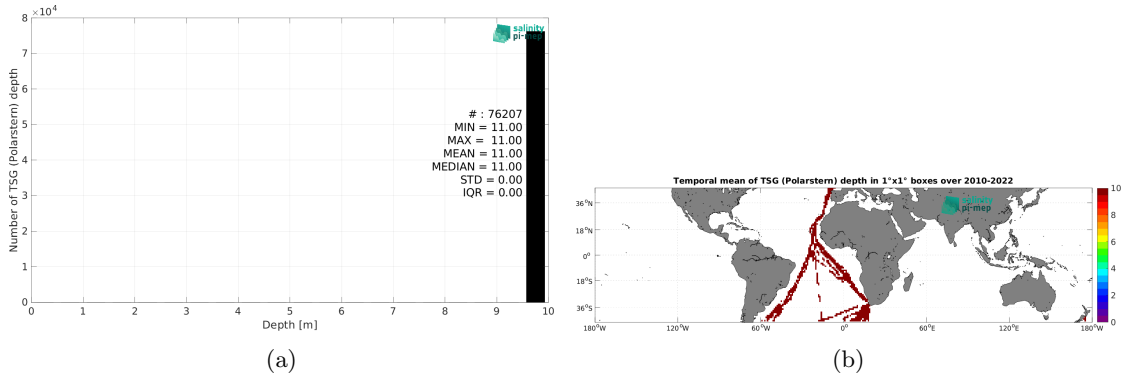 ×10⁴
8
7
6
5
4
3
2
1
0
Number of TSG (Polarstern) depth
salinity
pi-mep
# : 76207
MIN = 11.00
MAX = 11.00
MEAN = 11.00
MEDIAN = 11.00
STD = 0.00
IQR = 0.00
0 1 2 3 4 5 6 7 8 9 10
Depth [m]
(a)
Temporal mean of TSG (Polarstern) depth in 1°x1° boxes over 2010-2022
salinity
pi-mep
36°N
18°N
0°
18°S
36°S
180°W 120°W 60°W 0° 60°E 120°E 180°W
10
8
6
4
2
0
(b)